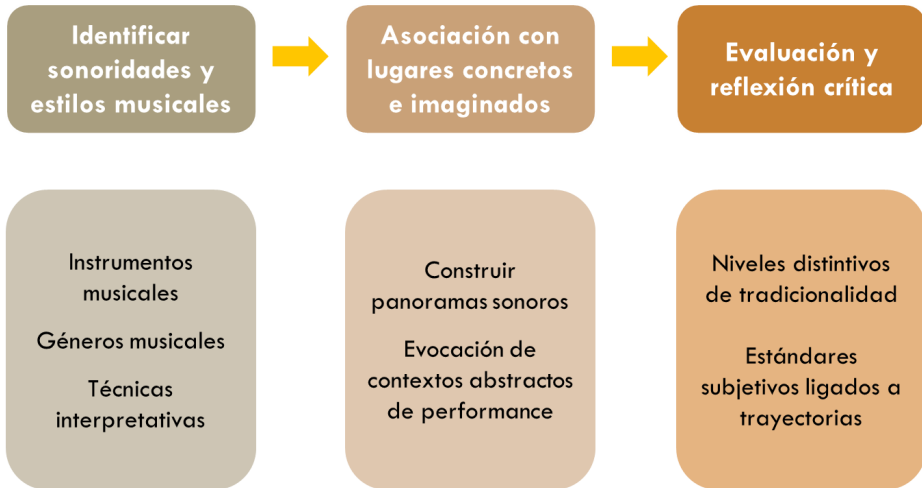 Identificar
sonoridades y
estilos musicales
Asociación con
lugares concretos
e imaginados
Evaluación y
reflexión crítica
Instrumentos
musicales
Géneros musicales
Técnicas
interpretativas
Construir
panoramas sonoros
Evocación de
contextos abstractos
de performance
Niveles distintivos
de tradicionalidad
Estándares
subjetivos ligados a
trayectorias